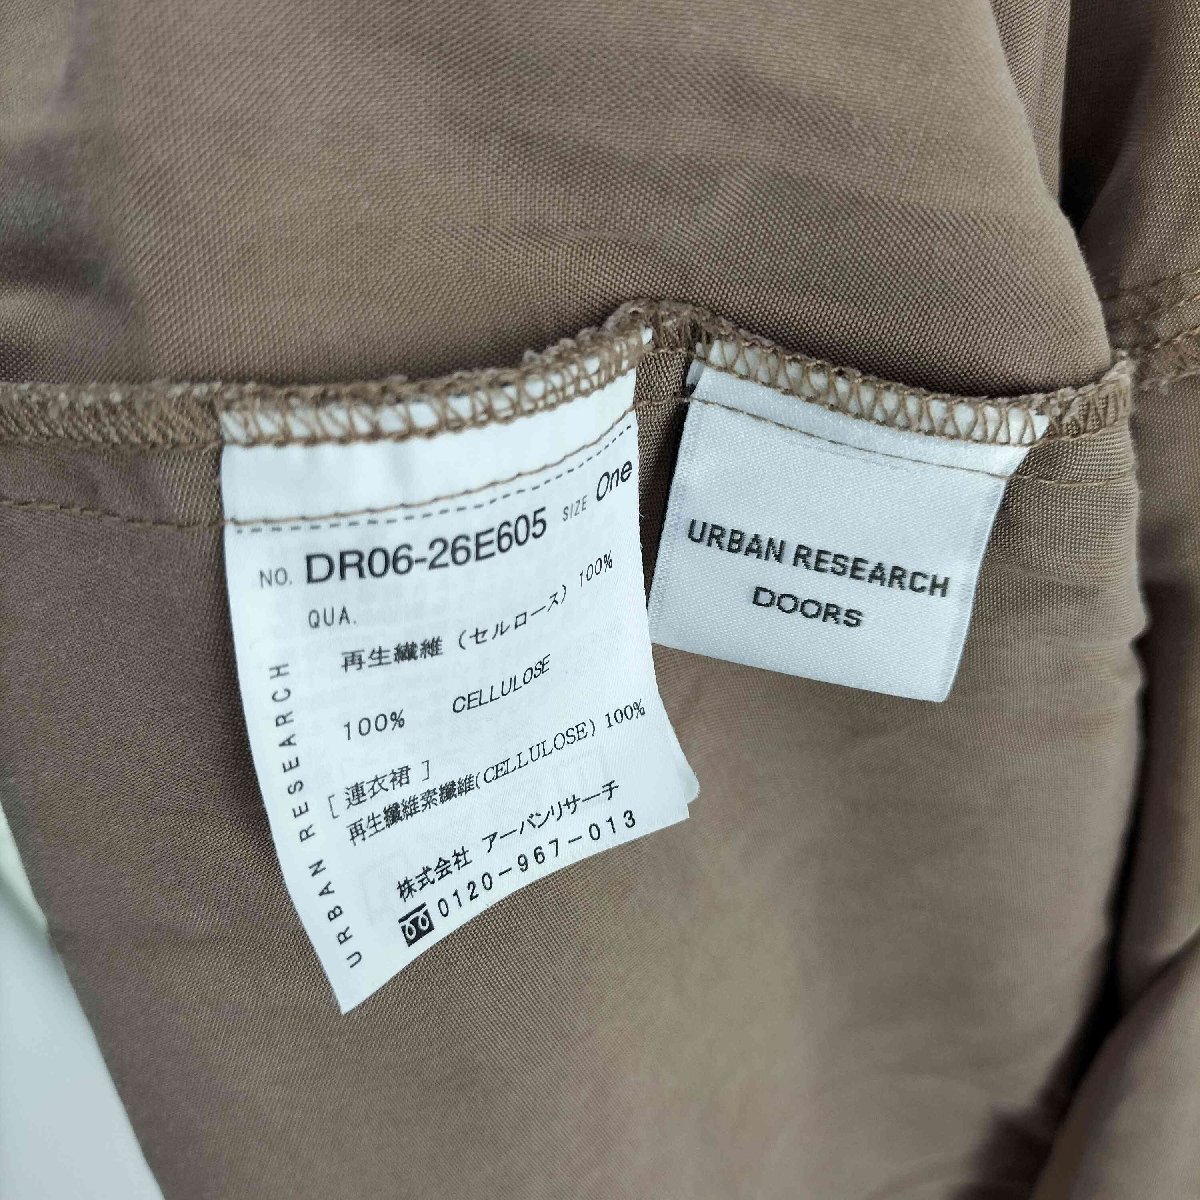 NO. DR06-26E605 SIZE One
QUA.
再生繊維 (セルロース) 100%
100% CELLULOSE
[ 連衣裙 ]
再生繊維素繊維(CELLULOSE) 100%
株式会社 アーバンリサーチ
0120-967-013
URBAN RESEARCH
URBAN RESEARCH
DOORS